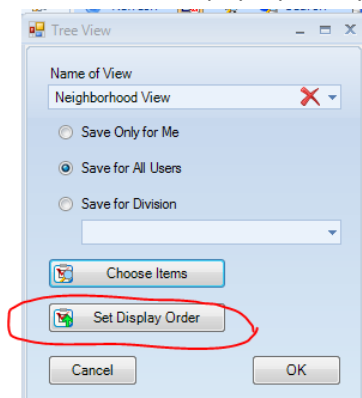 Tree View
Name of View
Neighborhood View
Save Only for Me
Save for All Users
Save for Division
Choose Items
Set Display Order
Cancel OK